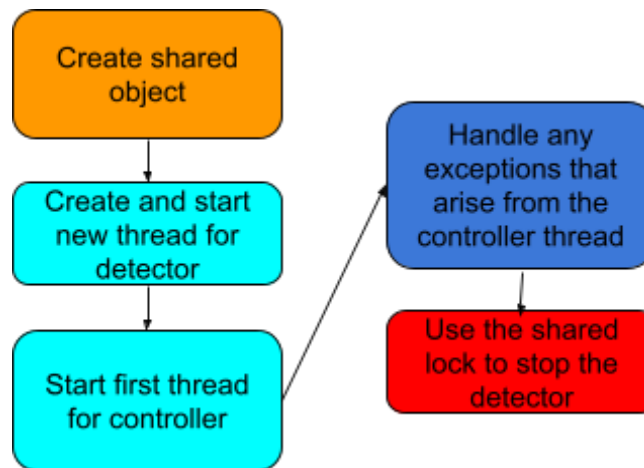 Create shared
object
Create and start
new thread for
detector
Start first thread
for controller
Handle any
exceptions that
arise from the
controller thread
Use the shared
lock to stop the
detector